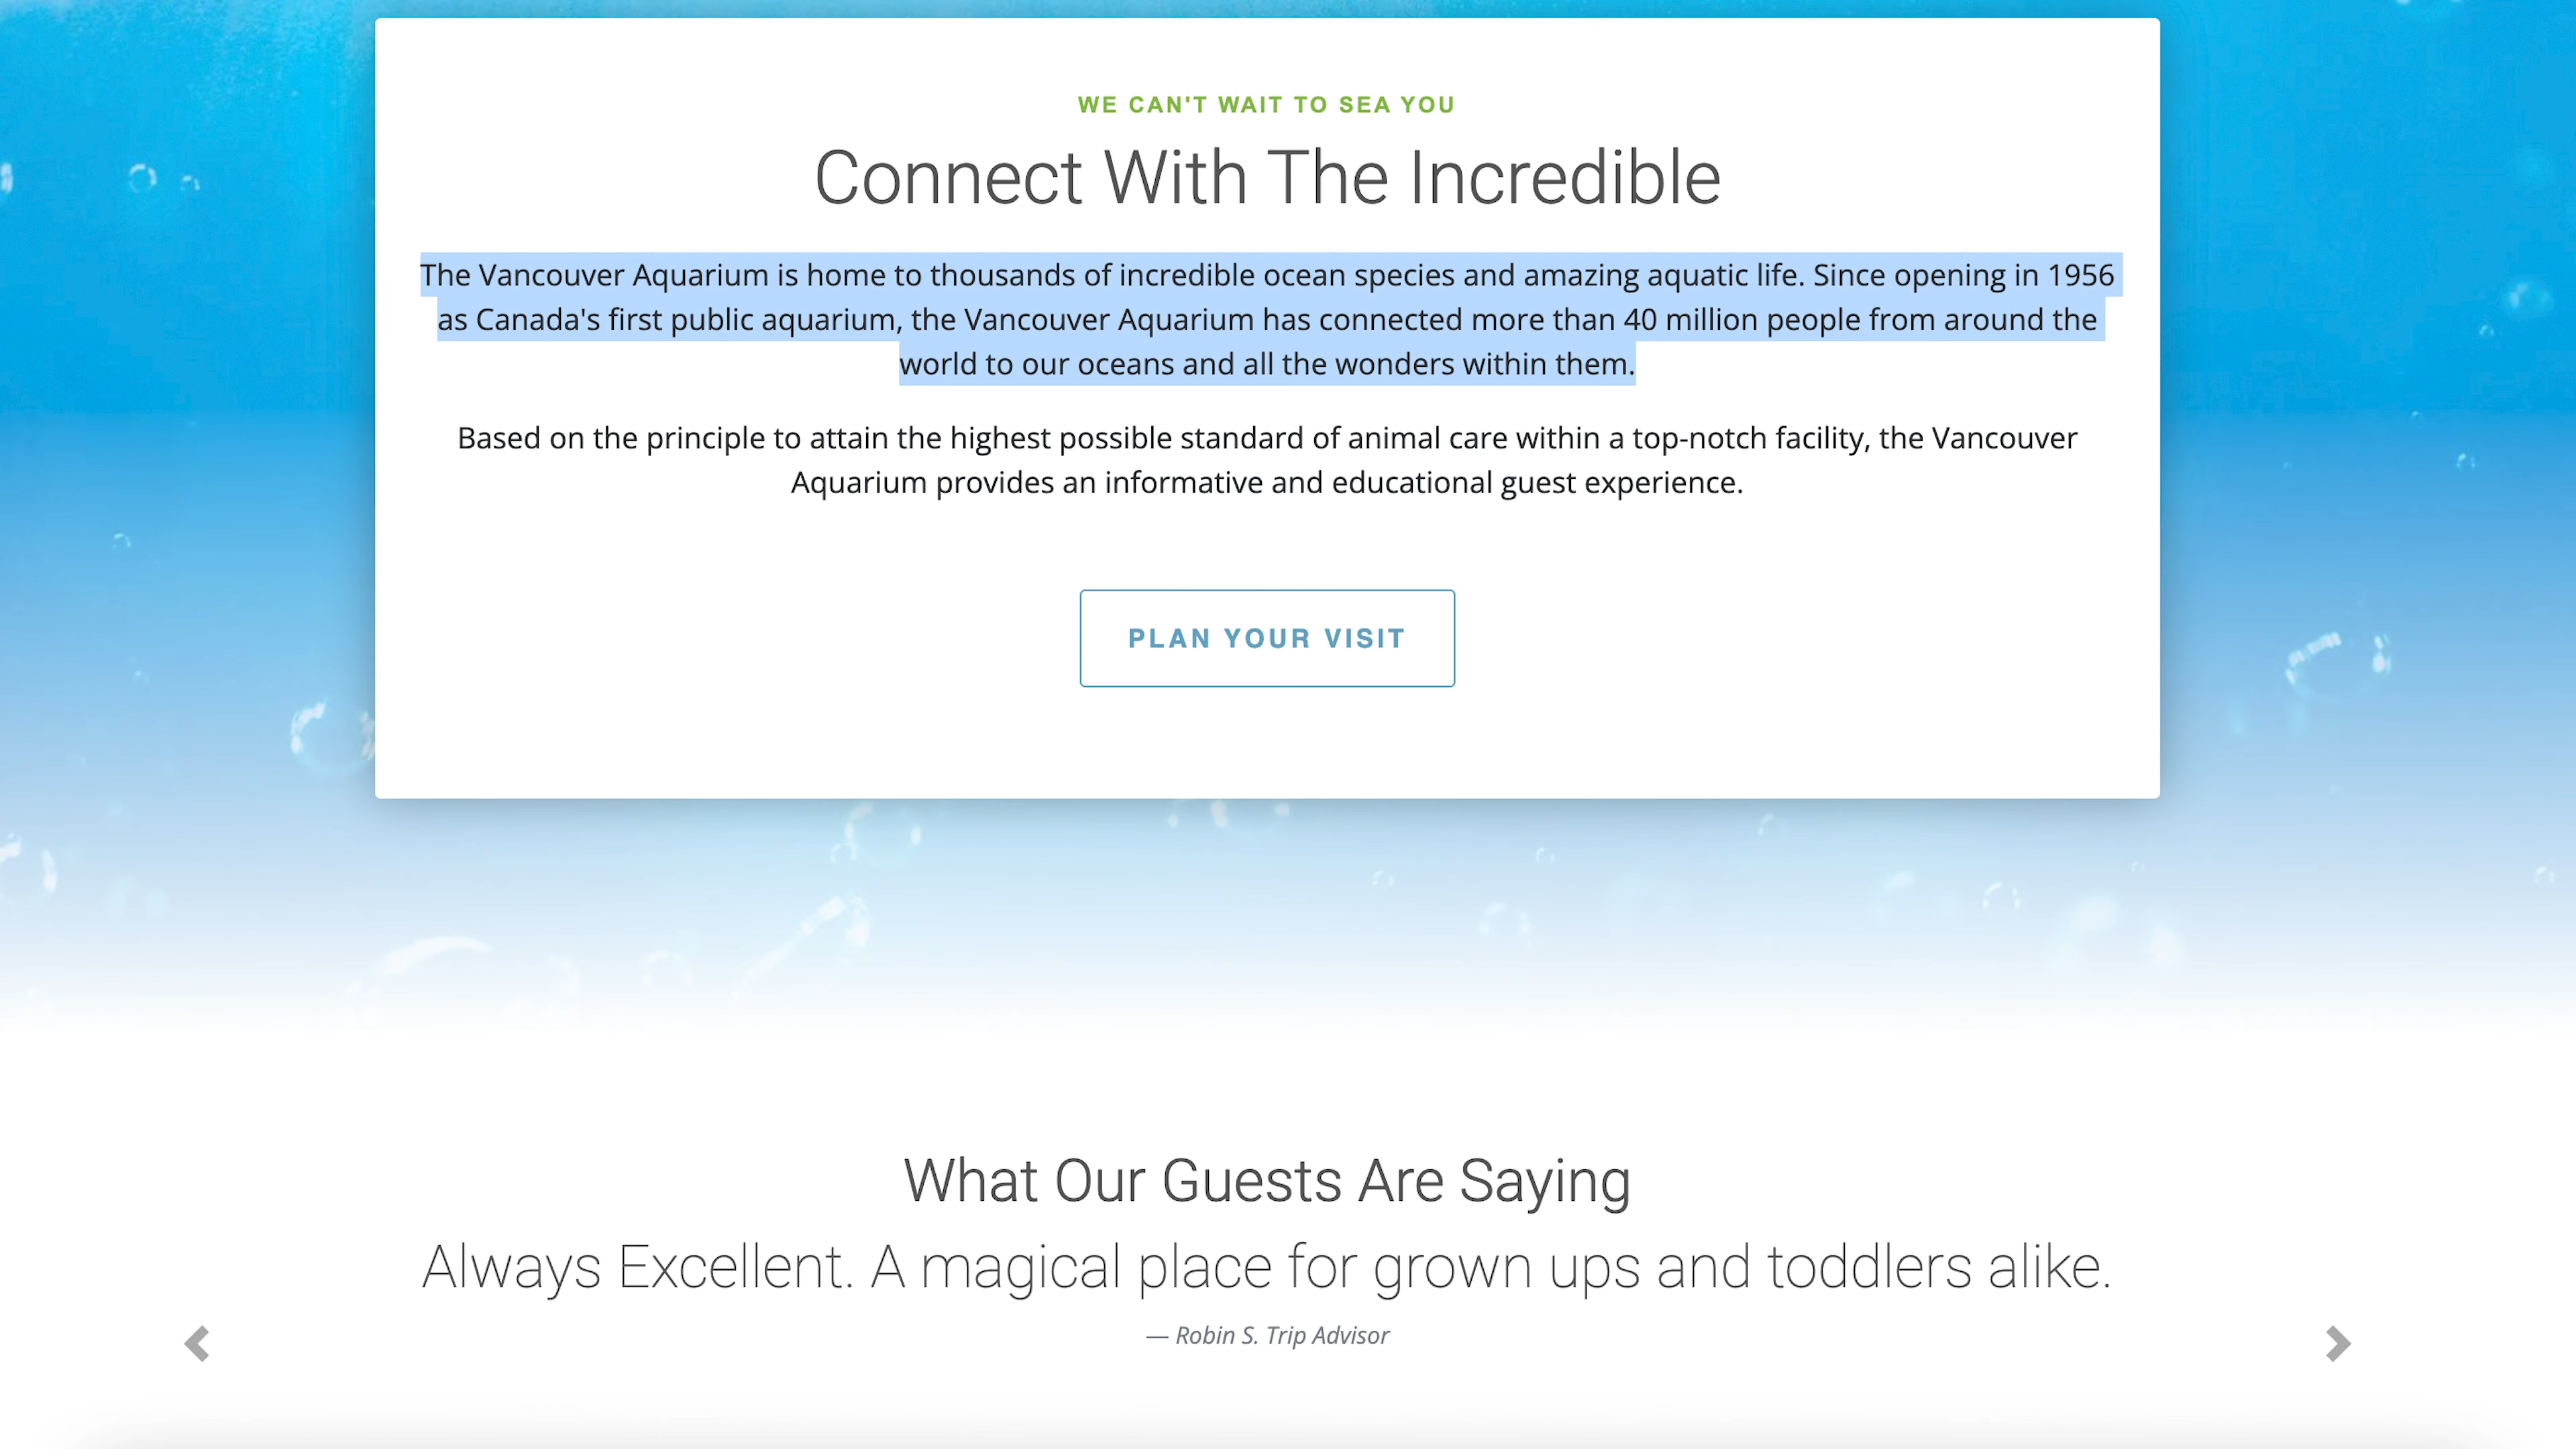 WE CAN'T WAIT TO SEA YOU
Connect With The Incredible
The Vancouver Aquarium is home to thousands of incredible ocean species and amazing aquatic life. Since opening in 1956
as Canada's first public aquarium, the Vancouver Aquarium has connected more than 40 million people from around the
world to our oceans and all the wonders within them.
Based on the principle to attain the highest possible standard of animal care within a top-notch facility, the Vancouver
Aquarium provides an informative and educational guest experience.
PLAN YOUR VISIT
What Our Guests Are Saying
Always Excellent. A magical place for grown ups and toddlers alike.
— Robin S. Trip Advisor